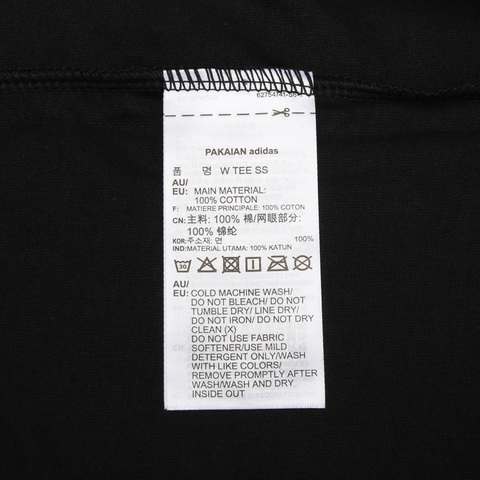 PAKAIAN adidas
품 명 W TEE SS
AU/
EU: MAIN MATERIAL:
100% COTTON
F: MATIERE PRINCIPALE: 100% COTON
CN: 主料: 100% 棉/网眼部分:
100% 锦纶
KOR: 주소재: 면 100%
IND: MATERIAL UTAMA: 100% KATUN
30
AU/
EU: COLD MACHINE WASH/
DO NOT BLEACH/ DO NOT
TUMBLE DRY/ LINE DRY/
DO NOT IRON/ DO NOT DRY
CLEAN (X)
DO NOT USE FABRIC
SOFTENER/USE MILD
DETERGENT ONLY/WASH
WITH LIKE COLORS/
REMOVE PROMPTLY AFTER
WASH/WASH AND DRY
INSIDE OUT